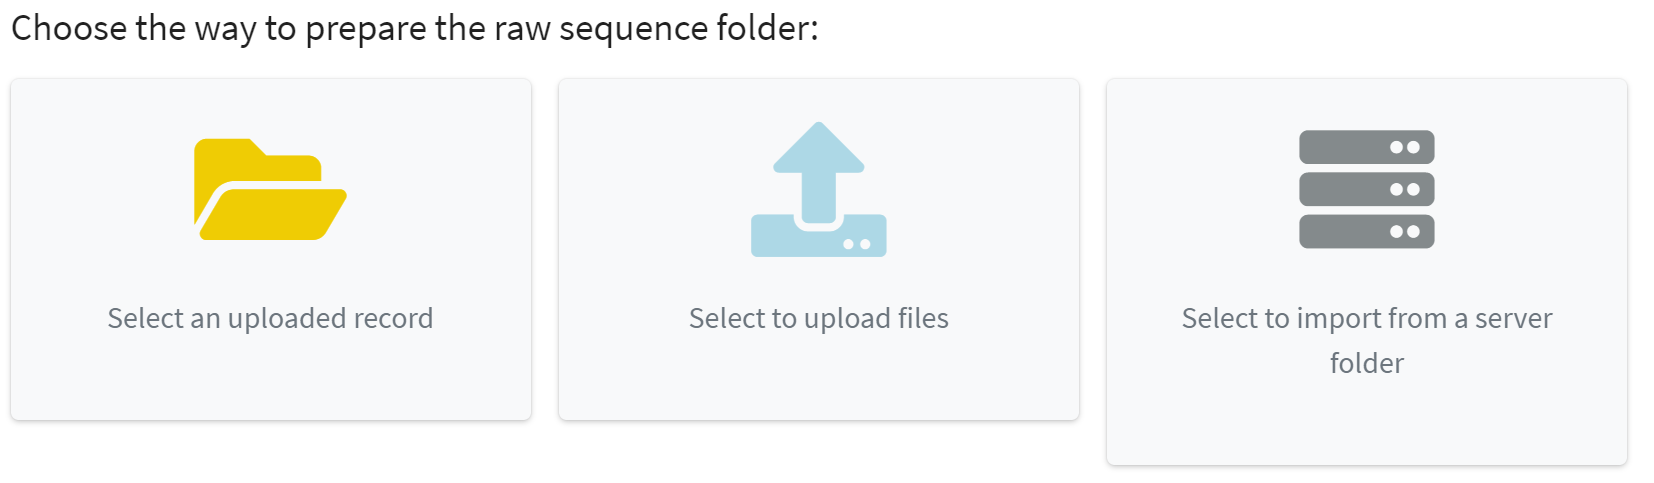 Choose the way to prepare the raw sequence folder:
Select an uploaded record
Select to upload files
Select to import from a server
folder